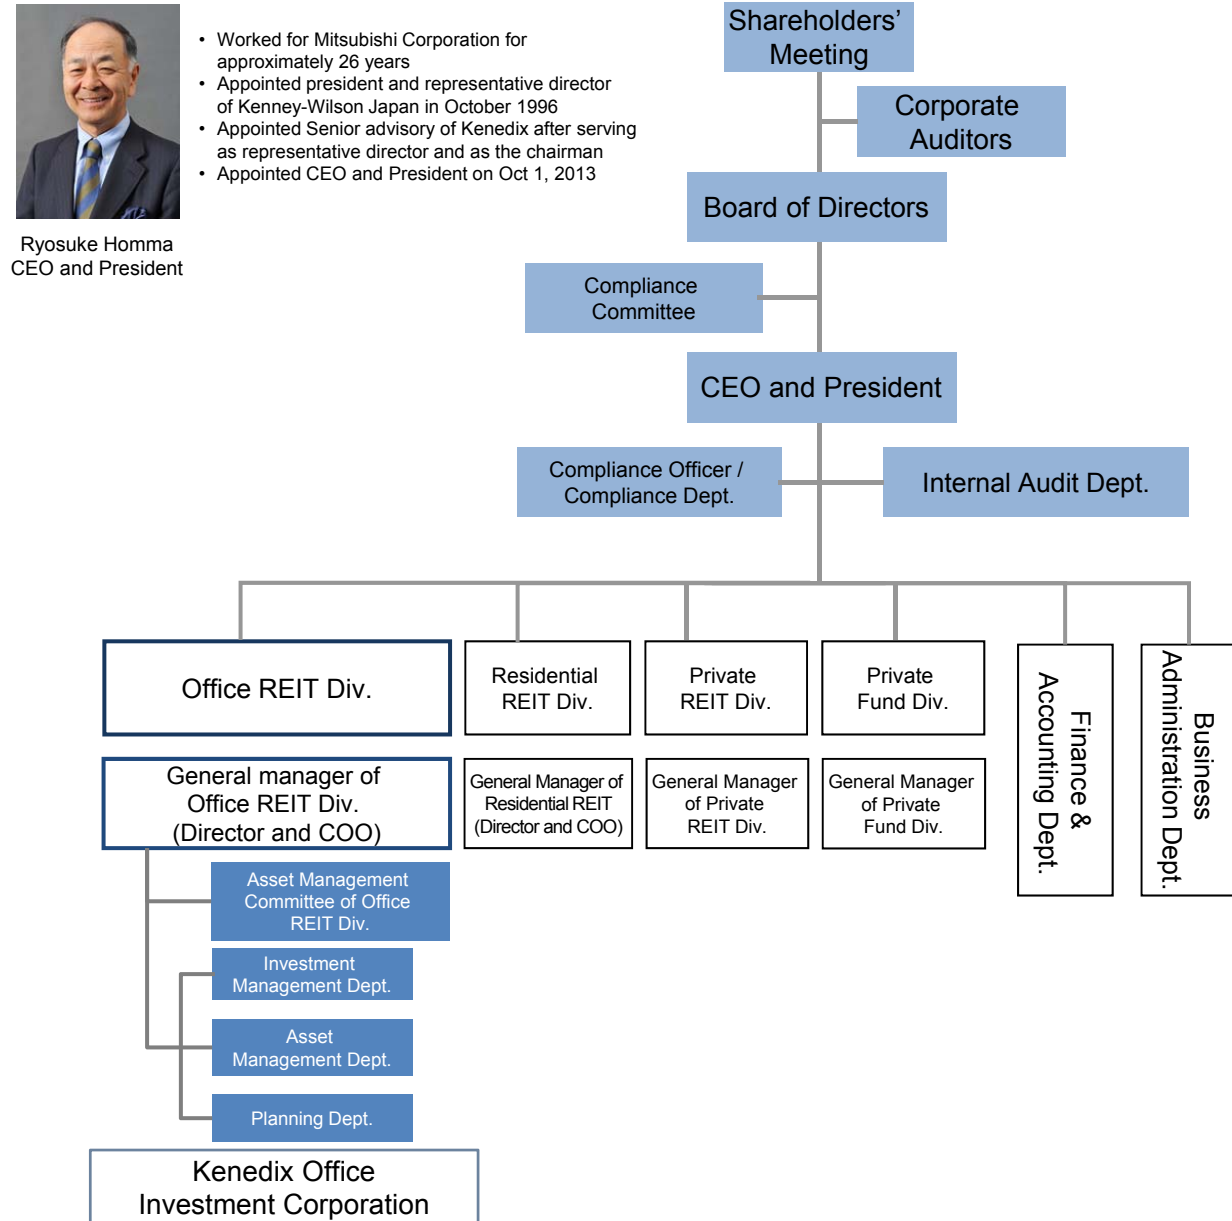 • Worked for Mitsubishi Corporation for
approximately 26 years
• Appointed president and representative director
of Kenney-Wilson Japan in October 1996
• Appointed Senior advisory of Kenedix after serving
as representative director and as the chairman
• Appointed CEO and President on Oct 1, 2013
Ryosuke Homma
CEO and President
Shareholders'
Meeting
Corporate
Auditors
Board of Directors
Compliance
Committee
CEO and President
Compliance Officer /
Compliance Dept.
Internal Audit Dept.
Office REIT Div.
Residential
REIT Div.
Private
REIT Div.
Private
Fund Div.
Finance &
Accounting Dept.
Business
Administration Dept.
General manager of
Office REIT Div.
(Director and COO)
General Manager of
Residential REIT
(Director and COO)
General Manager
of Private
REIT Div.
General Manager
of Private
Fund Div.
Asset Management
Committee of Office
REIT Div.
Investment
Management Dept.
Asset
Management Dept.
Planning Dept.
Kenedix Office
Investment Corporation